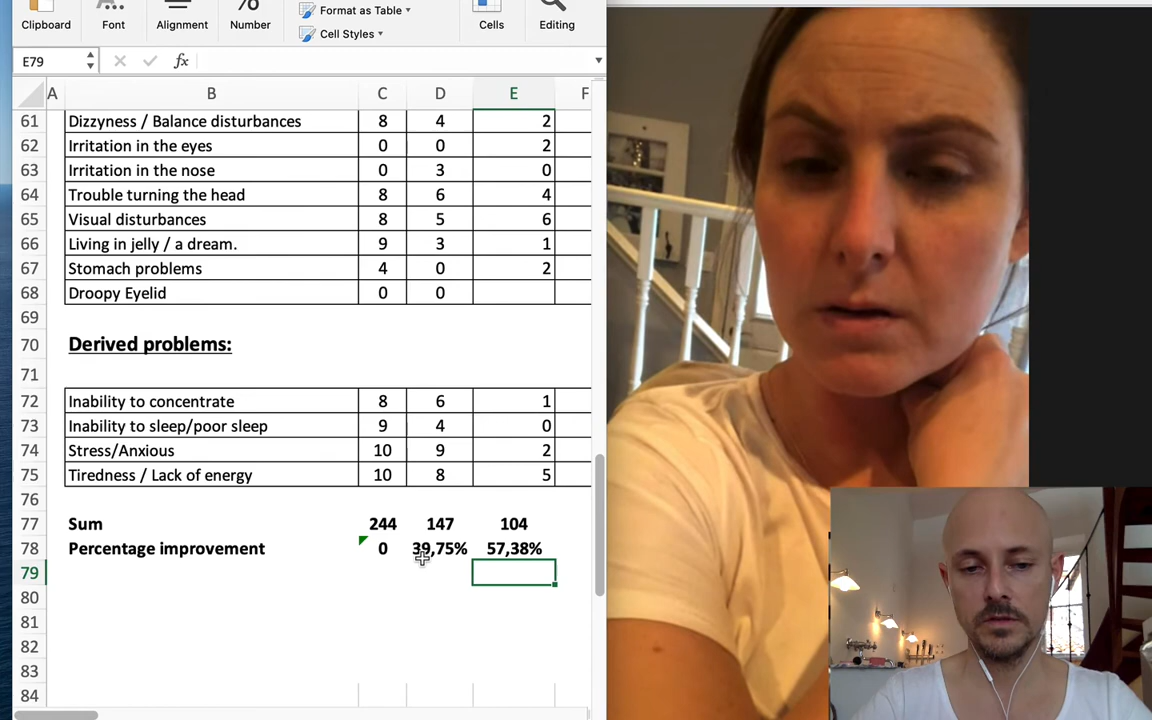 Clipboard Font Alignment Number Format as Table Cells Editing
Cell Styles
E79 fx
A B C D E F
61 Dizzyness / Balance disturbances 8 4 2
62 Irritation in the eyes 0 0 2
63 Irritation in the nose 0 3 0
64 Trouble turning the head 8 6 4
65 Visual disturbances 8 5 6
66 Living in jelly / a dream. 9 3 1
67 Stomach problems 4 0 2
68 Droopy Eyelid 0 0
69
70 Derived problems:
71
72 Inability to concentrate 8 6 1
73 Inability to sleep/poor sleep 9 4 0
74 Stress/Anxious 10 9 2
75 Tiredness / Lack of energy 10 8 5
76
77 Sum 244 147 104
78 Percentage improvement 0 39,75% 57,38%
79
80
81
82
83
84